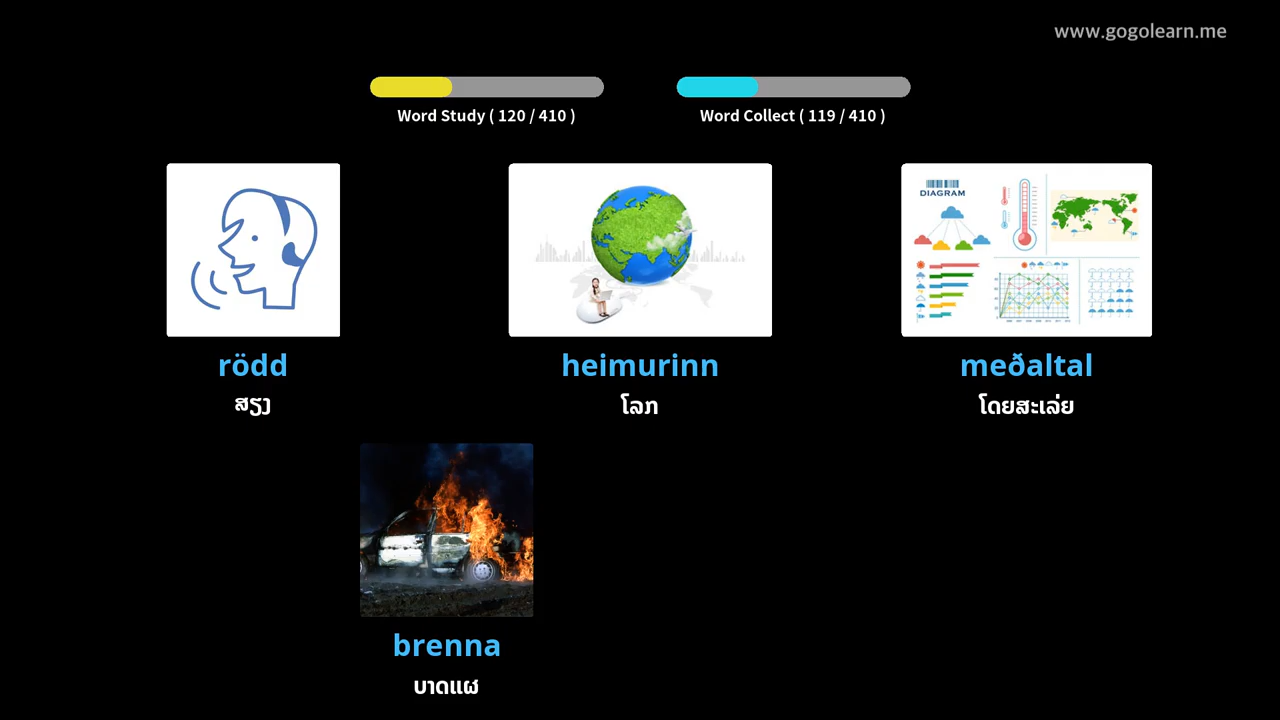 www.gogolearn.me
Word Study ( 120 / 410 )
Word Collect ( 119 / 410 )
DIAGRAM
rödd
heimurinn
meðaltal
ສຽງ
ໂລກ
ໂດຍສະເລ່ຍ
brenna
ບາດແຜ